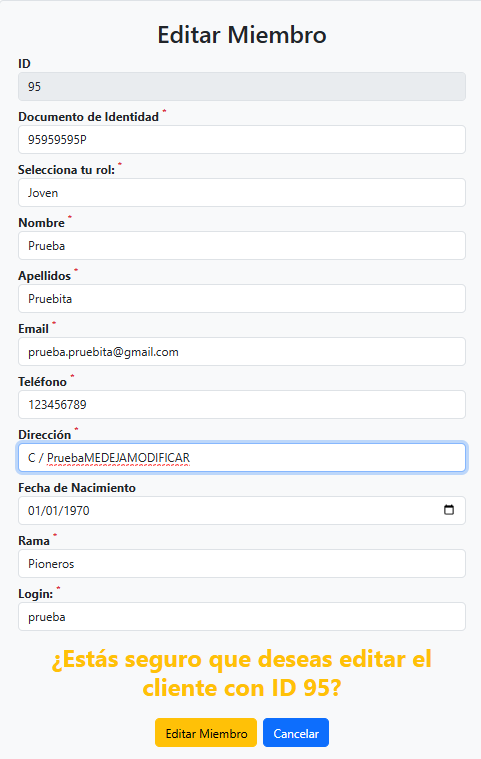 Editar Miembro
ID
95
Documento de Identidad *
95959595P
Selecciona tu rol: *
Joven
Nombre *
Prueba
Apellidos *
Pruebita
Email *
prueba.pruebita@gmail.com
Teléfono *
123456789
Dirección *
C / PruebaMEDEJAMODIFICAR
Fecha de Nacimiento
01/01/1970
Rama *
Pioneros
Login: *
prueba
¿Estás seguro que deseas editar el
cliente con ID 95?
Editar Miembro Cancelar